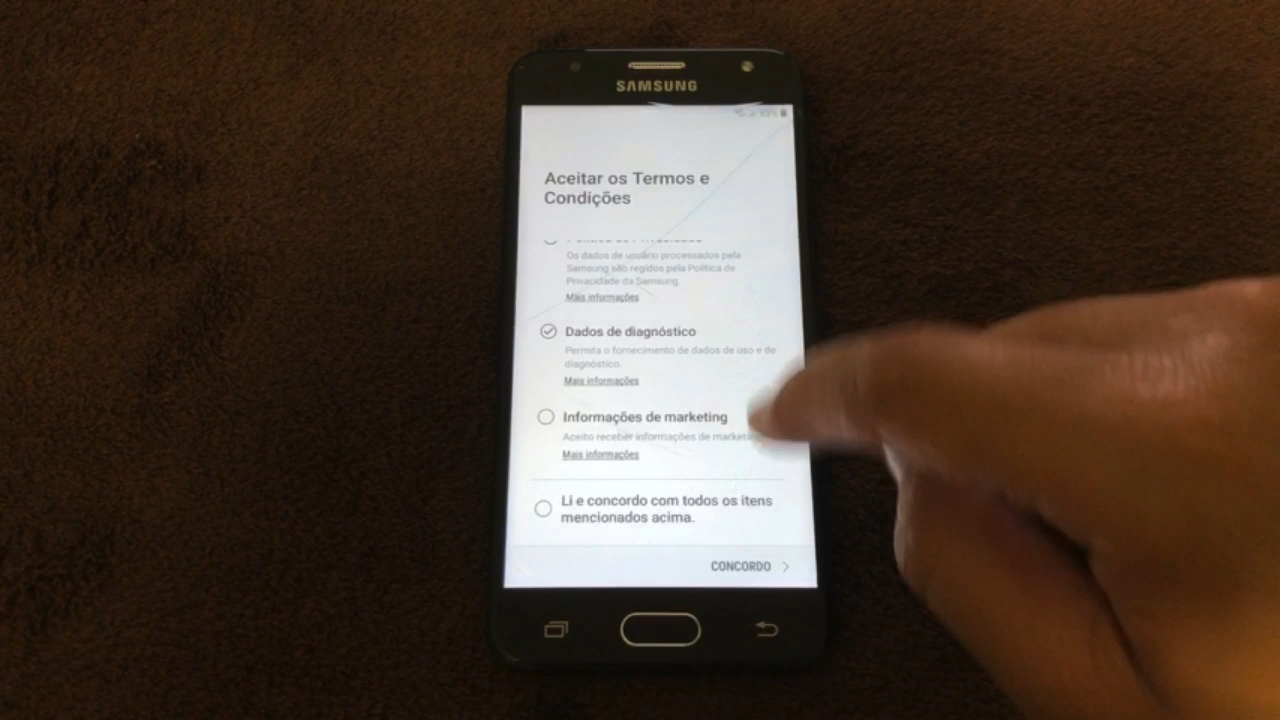 SAMSUNG
95%
Aceitar os Termos e
Condições
Os dados de usuário processados pela
Samsung são regidos pela Política de
Privacidade da Samsung.
Mais informações
Dados de diagnóstico
Permita o fornecimento de dados de uso e de
diagnóstico.
Mais informações
Informações de marketing
Aceito receber informações de marketing
Mais informações
Li e concordo com todos os itens
mencionados acima.
CONCORDO